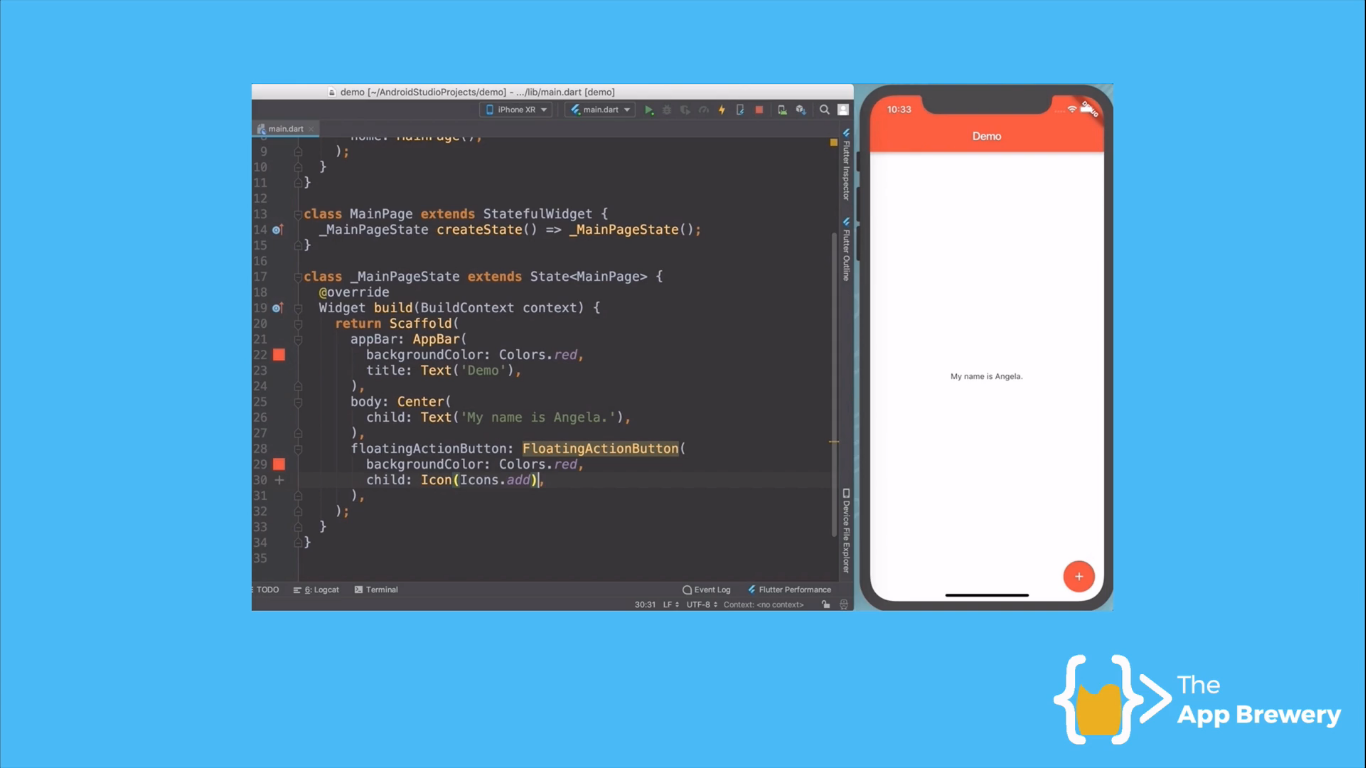 demo [~/AndroidStudioProjects/demo] - .../lib/main.dart [demo]
iPhone XR
main.dart
main.dart
home: MainPage(),
9 );
10 }
11 }
12
13 class MainPage extends StatefulWidget {
14 _MainPageState createState() => _MainPageState();
15 }
16
17 class _MainPageState extends State<MainPage> {
18 @override
19 Widget build(BuildContext context) {
20 return Scaffold(
21 appBar: AppBar(
22 backgroundColor: Colors.red,
23 title: Text('Demo'),
24 ),
25 body: Center(
26 child: Text('My name is Angela.'),
27 ),
28 floatingActionButton: FloatingActionButton(
29 backgroundColor: Colors.red,
30 child: Icon(Icons.add),
31 ),
32 );
33 }
34 }
35
Flutter Inspector
Flutter Outline
Device File Explorer
TODO
6: Logcat
Terminal
Event Log
Flutter Performance
30:31 LF UTF-8 Context: <no context>
10:33
Demo
My name is Angela.
+
The
App Brewery